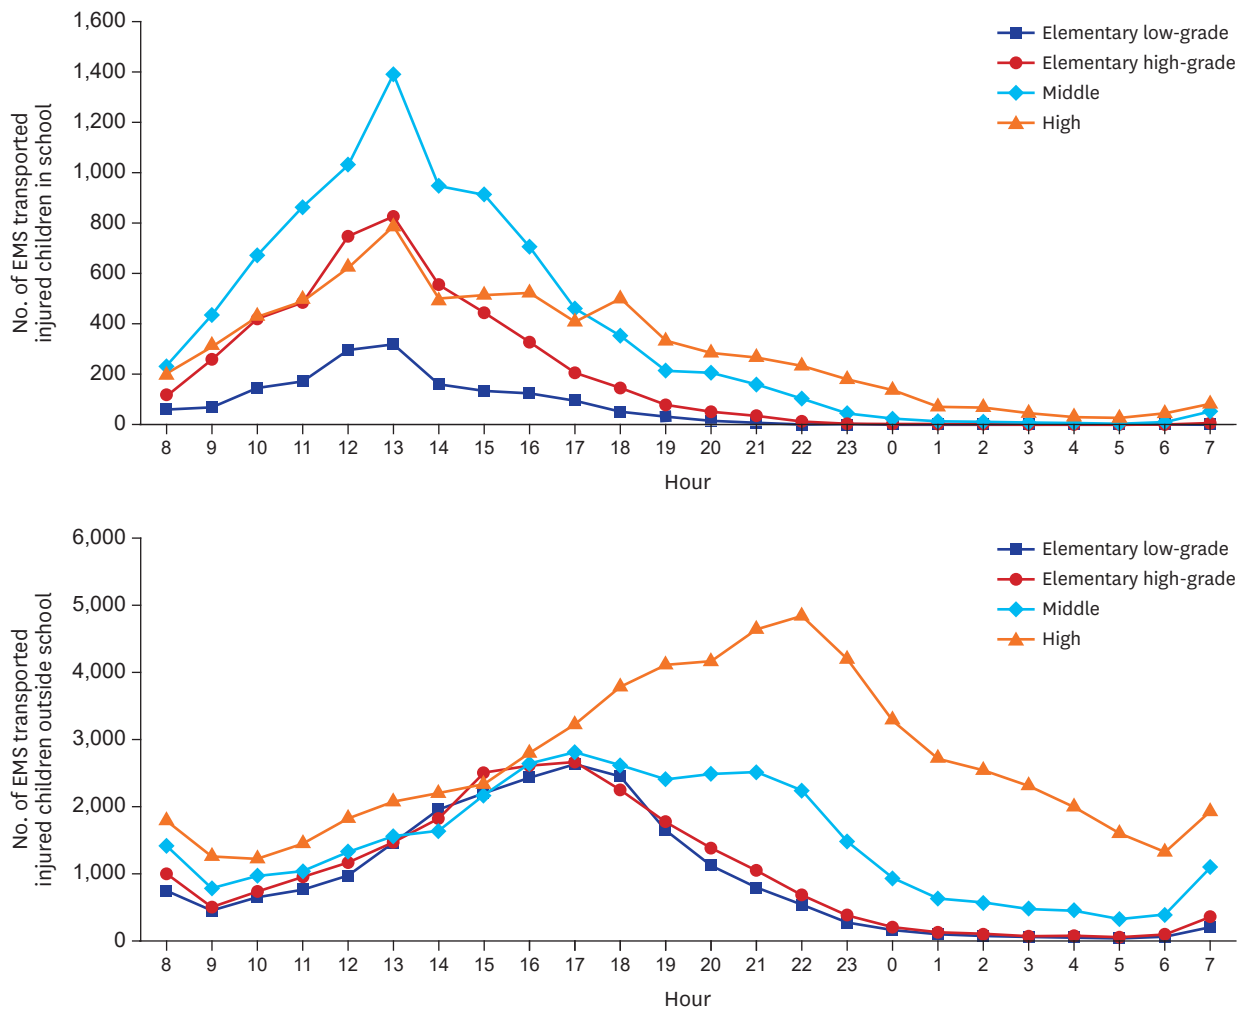 1,600
1,400
1,200
1,000
800
600
400
200
0
No. of EMS transported
injured children in school
Elementary low-grade
Elementary high-grade
Middle
High
8 9 10 11 12 13 14 15 16 17 18 19 20 21 22 23 0 1 2 3 4 5 6 7
Hour
6,000
5,000
4,000
3,000
2,000
1,000
0
No. of EMS transported
injured children outside school
Elementary low-grade
Elementary high-grade
Middle
High
8 9 10 11 12 13 14 15 16 17 18 19 20 21 22 23 0 1 2 3 4 5 6 7
Hour